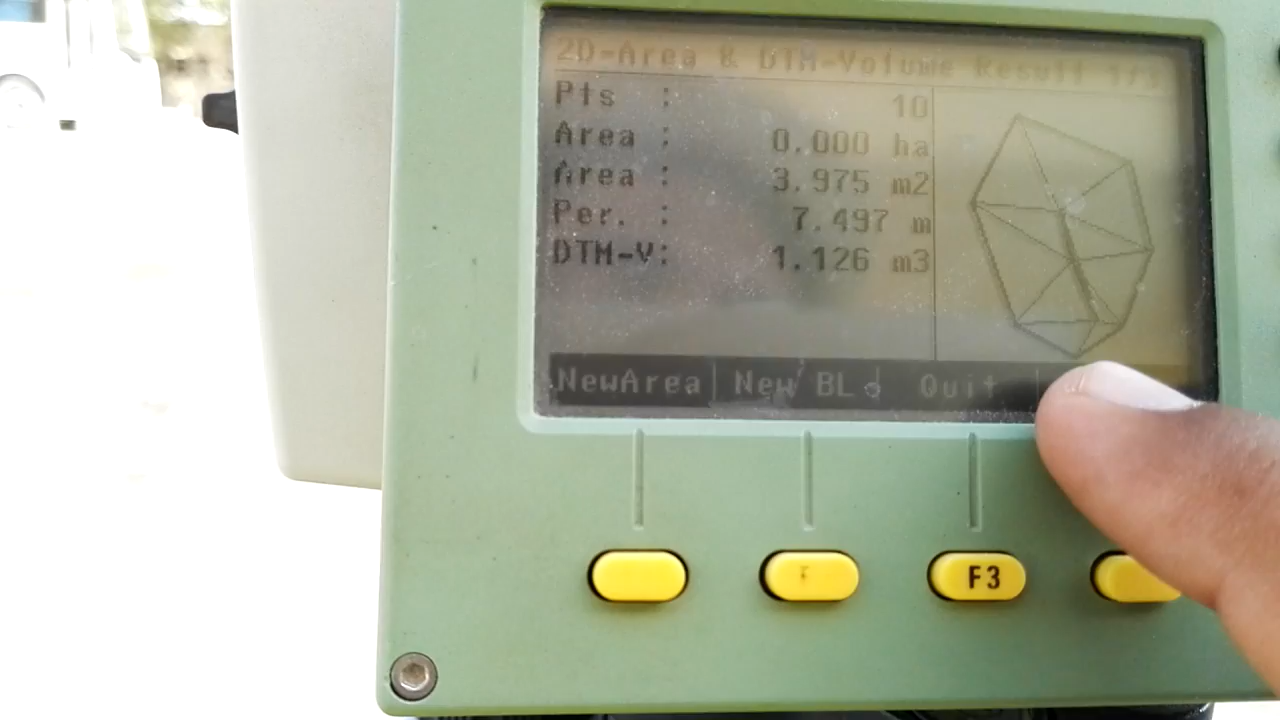 2D-Area & DTM-Volume Result 1/3
Pts : 10
Area : 0.000 ha
Area : 3.975 m2
Per. : 7.497 m
DTM-V: 1.126 m3
NewArea New BL Quit
F3